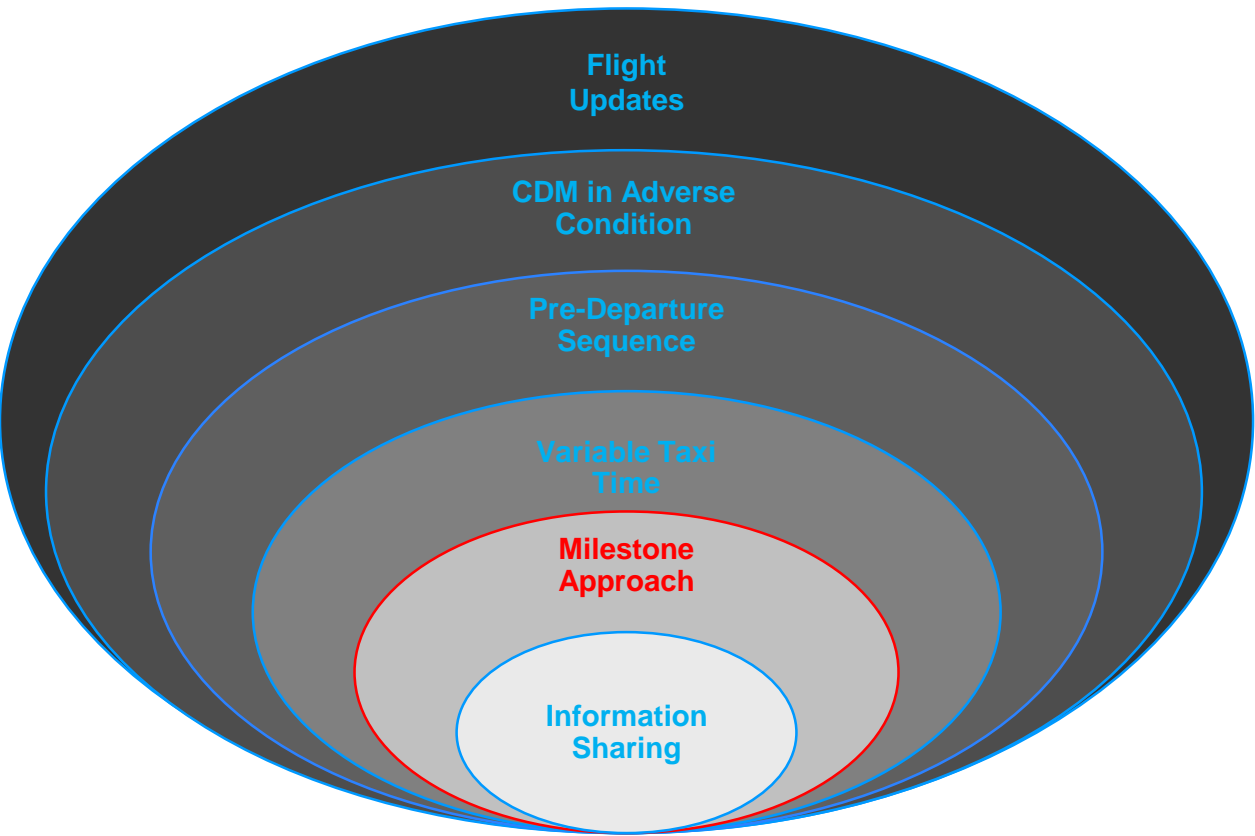 Flight
Updates
CDM in Adverse
Condition
Pre-Departure
Sequence
Variable Taxi
Time
Milestone
Approach
Information
Sharing